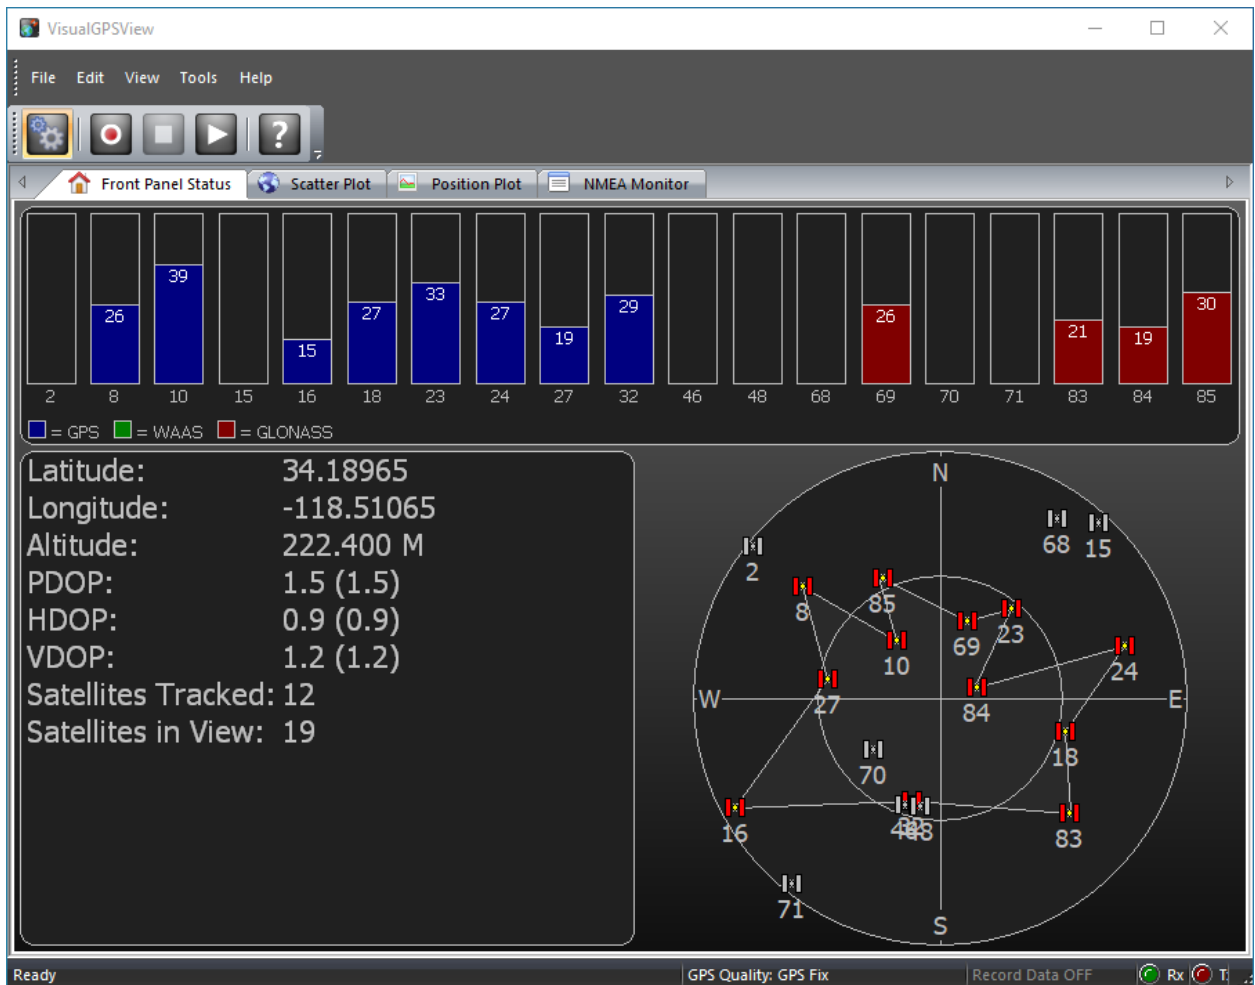 VisualGPSView
File Edit View Tools Help
Front Panel Status Scatter Plot Position Plot NMEA Monitor
26 39 15 27 33 27 19 29 26 21 19 30
2 8 10 15 16 18 23 24 27 32 46 48 68 69 70 71 83 84 85
= GPS = WAAS = GLONASS
Latitude: 34.18965
Longitude: -118.51065
Altitude: 222.400 M
PDOP: 1.5 (1.5)
HDOP: 0.9 (0.9)
VDOP: 1.2 (1.2)
Satellites Tracked: 12
Satellites in View: 19
N
68 15
2
8 85
69 23
10 24
W 27 84 E
18
70
16 83
71
S
Ready GPS Quality: GPS Fix Record Data OFF Rx